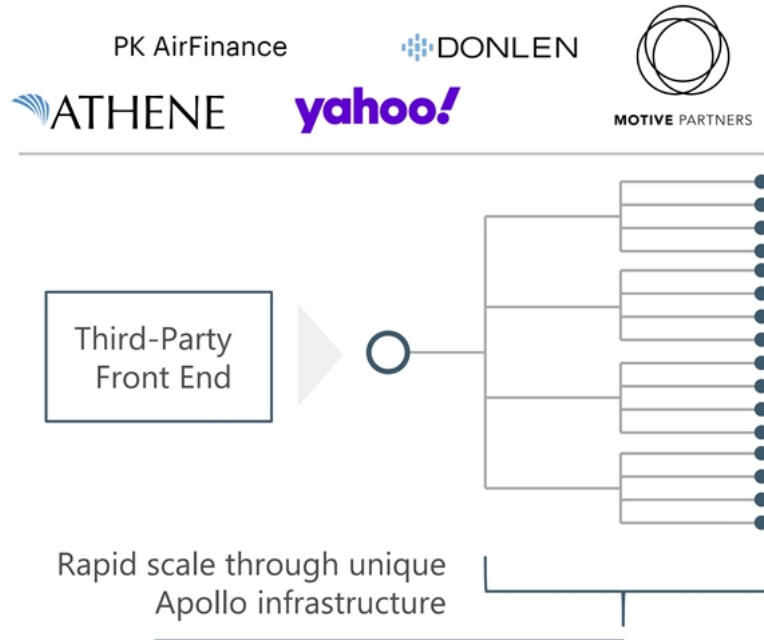 PK AirFinance
DONLEN
ATHENE
yahoo!
MOTIVE PARTNERS
Third-Party
Front End
Rapid scale through unique
Apollo infrastructure